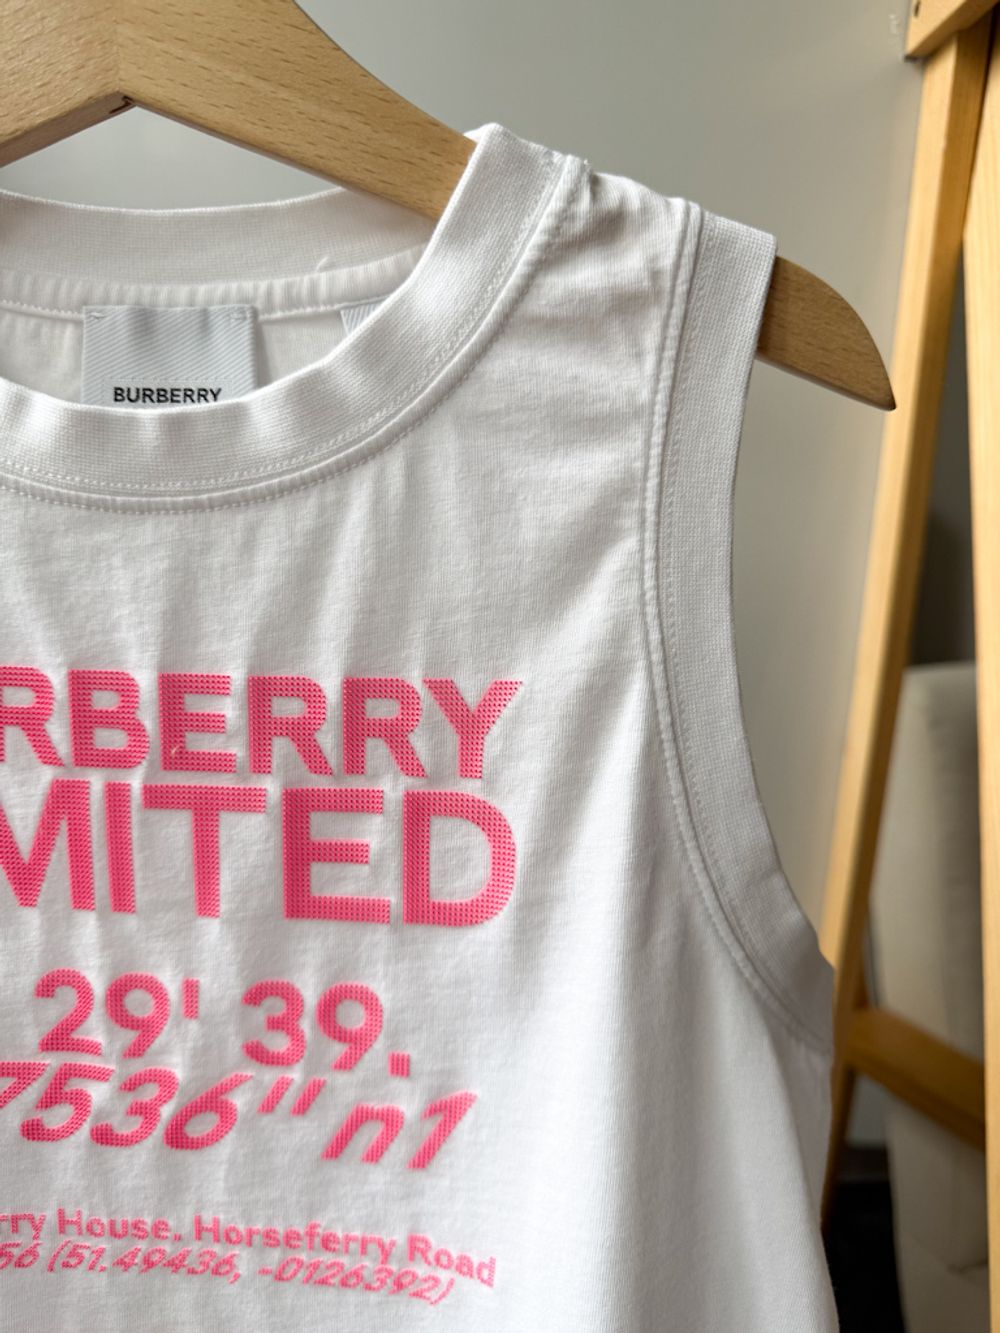 BURBERRY
RBERRY
MITED
29' 39.
7536"n1
rry House, Horseferry Road
56 (51.49436, -0126392)